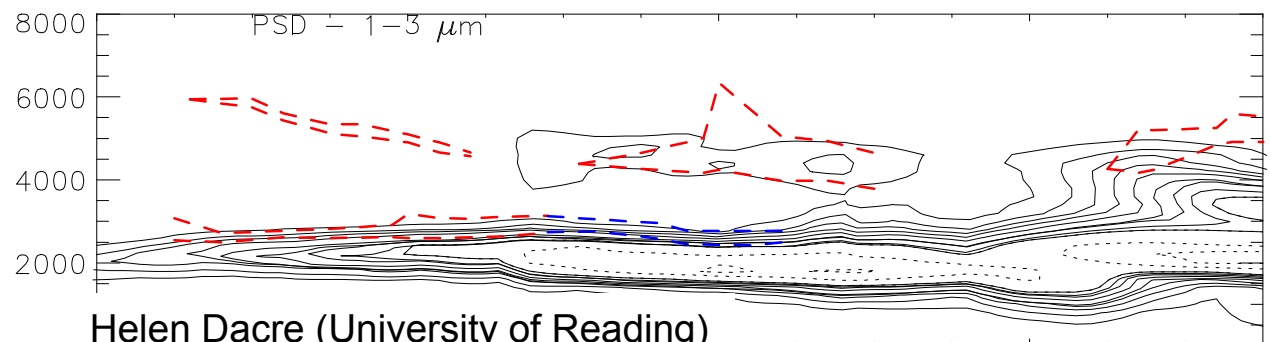 8000
PSD − 1−3 μm
6000
4000
2000
Helen Dacre (University of Reading)